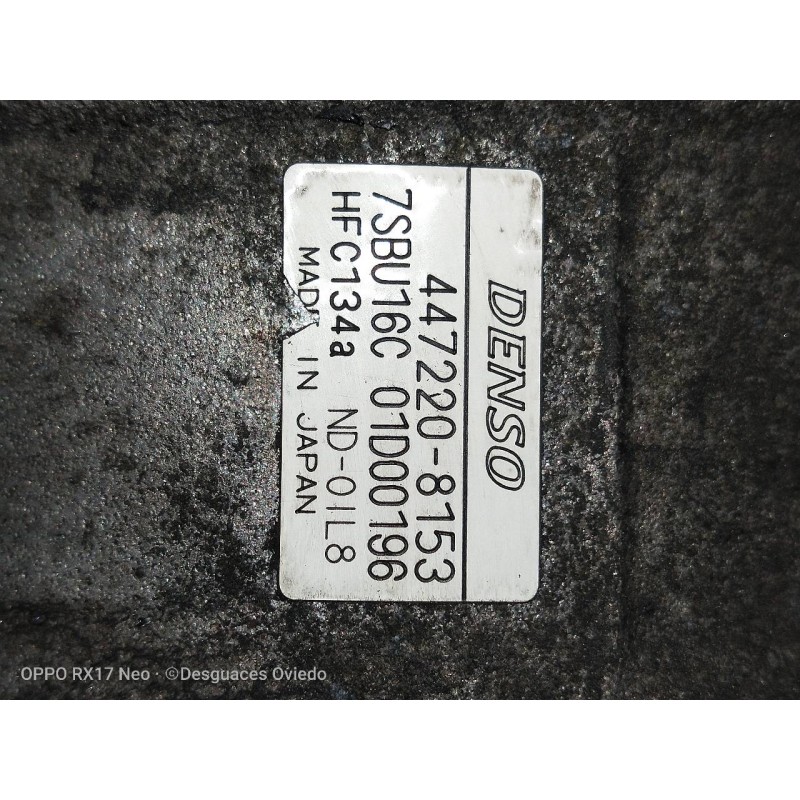 DENSO
447220-8153
7SBU16C 01D00196
HFC134a ND-OIL8
MADE IN JAPAN
OPPO RX17 Neo · ©Desguaces Oviedo